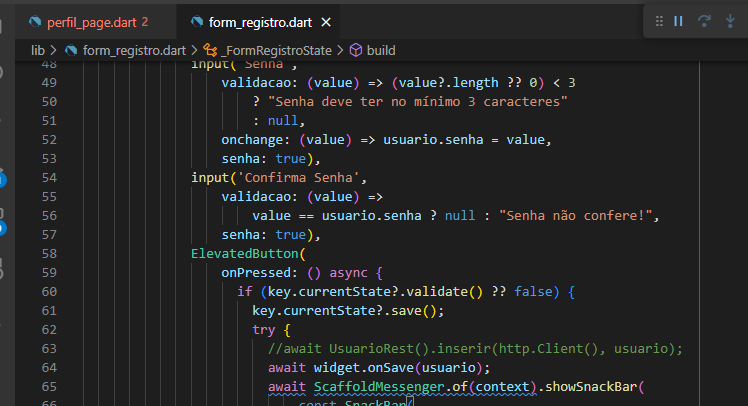 perfil_page.dart 2
form_registro.dart
lib > form_registro.dart > _FormRegistroState > build
48 input('Senha',
49 validacao: (value) => (value?.length ?? 0) < 3
50 ? "Senha deve ter no mínimo 3 caracteres"
51 : null,
52 onchange: (value) => usuario.senha = value,
53 senha: true),
54 input('Confirma Senha',
55 validacao: (value) =>
56 value == usuario.senha ? null : "Senha não confere!",
57 senha: true),
58 ElevatedButton(
59 onPressed: () async {
60 if (key.currentState?.validate() ?? false) {
61 key.currentState?.save();
62 try {
63 //await UsuarioRest().inserir(http.Client(), usuario);
64 await widget.onSave(usuario);
65 await ScaffoldMessenger.of(context).showSnackBar(
66 const SnackBar(